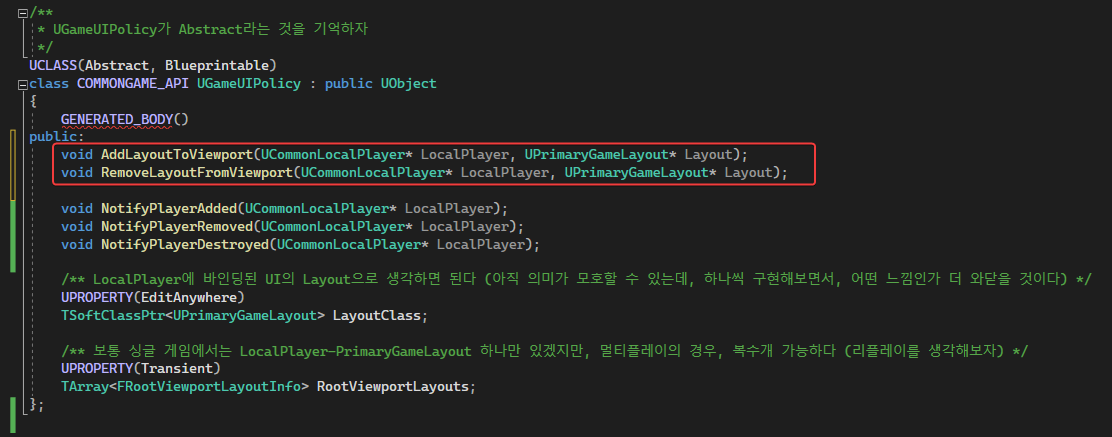 /**
 * UGameUIPolicy가 Abstract라는 것을 기억하자
 */
UCLASS(Abstract, Blueprintable)
class COMMONGAME_API UGameUIPolicy : public UObject
{
    GENERATED_BODY()
public:
    void AddLayoutToViewport(UCommonLocalPlayer* LocalPlayer, UPrimaryGameLayout* Layout);
    void RemoveLayoutFromViewport(UCommonLocalPlayer* LocalPlayer, UPrimaryGameLayout* Layout);

    void NotifyPlayerAdded(UCommonLocalPlayer* LocalPlayer);
    void NotifyPlayerRemoved(UCommonLocalPlayer* LocalPlayer);
    void NotifyPlayerDestroyed(UCommonLocalPlayer* LocalPlayer);

    /** LocalPlayer에 바인딩된 UI의 Layout으로 생각하면 된다 (아직 의미가 모호할 수 있는데, 하나씩 구현해보면서, 어떤 느낌인가 더 와닫을 것이다) */
    UPROPERTY(EditAnywhere)
    TSoftClassPtr<UPrimaryGameLayout> LayoutClass;

    /** 보통 싱글 게임에서는 LocalPlayer-PrimaryGameLayout 하나만 있겠지만, 멀티플레이의 경우, 복수개 가능하다 (리플레이를 생각해보자) */
    UPROPERTY(Transient)
    TArray<FRootViewportLayoutInfo> RootViewportLayouts;
};